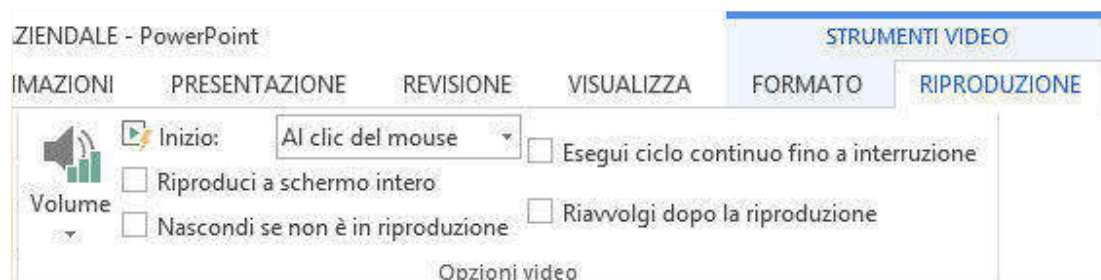 ZIENDALE - PowerPoint STRUMENTI VIDEO
IMAZIONI PRESENTAZIONE REVISIONE VISUALIZZA FORMATO RIPRODUZIONE
Inizio: Al clic del mouse
Esegui ciclo continuo fino a interruzione
Riproduci a schermo intero
Volume
Riavvolgi dopo la riproduzione
Nascondi se non è in riproduzione
Opzioni video